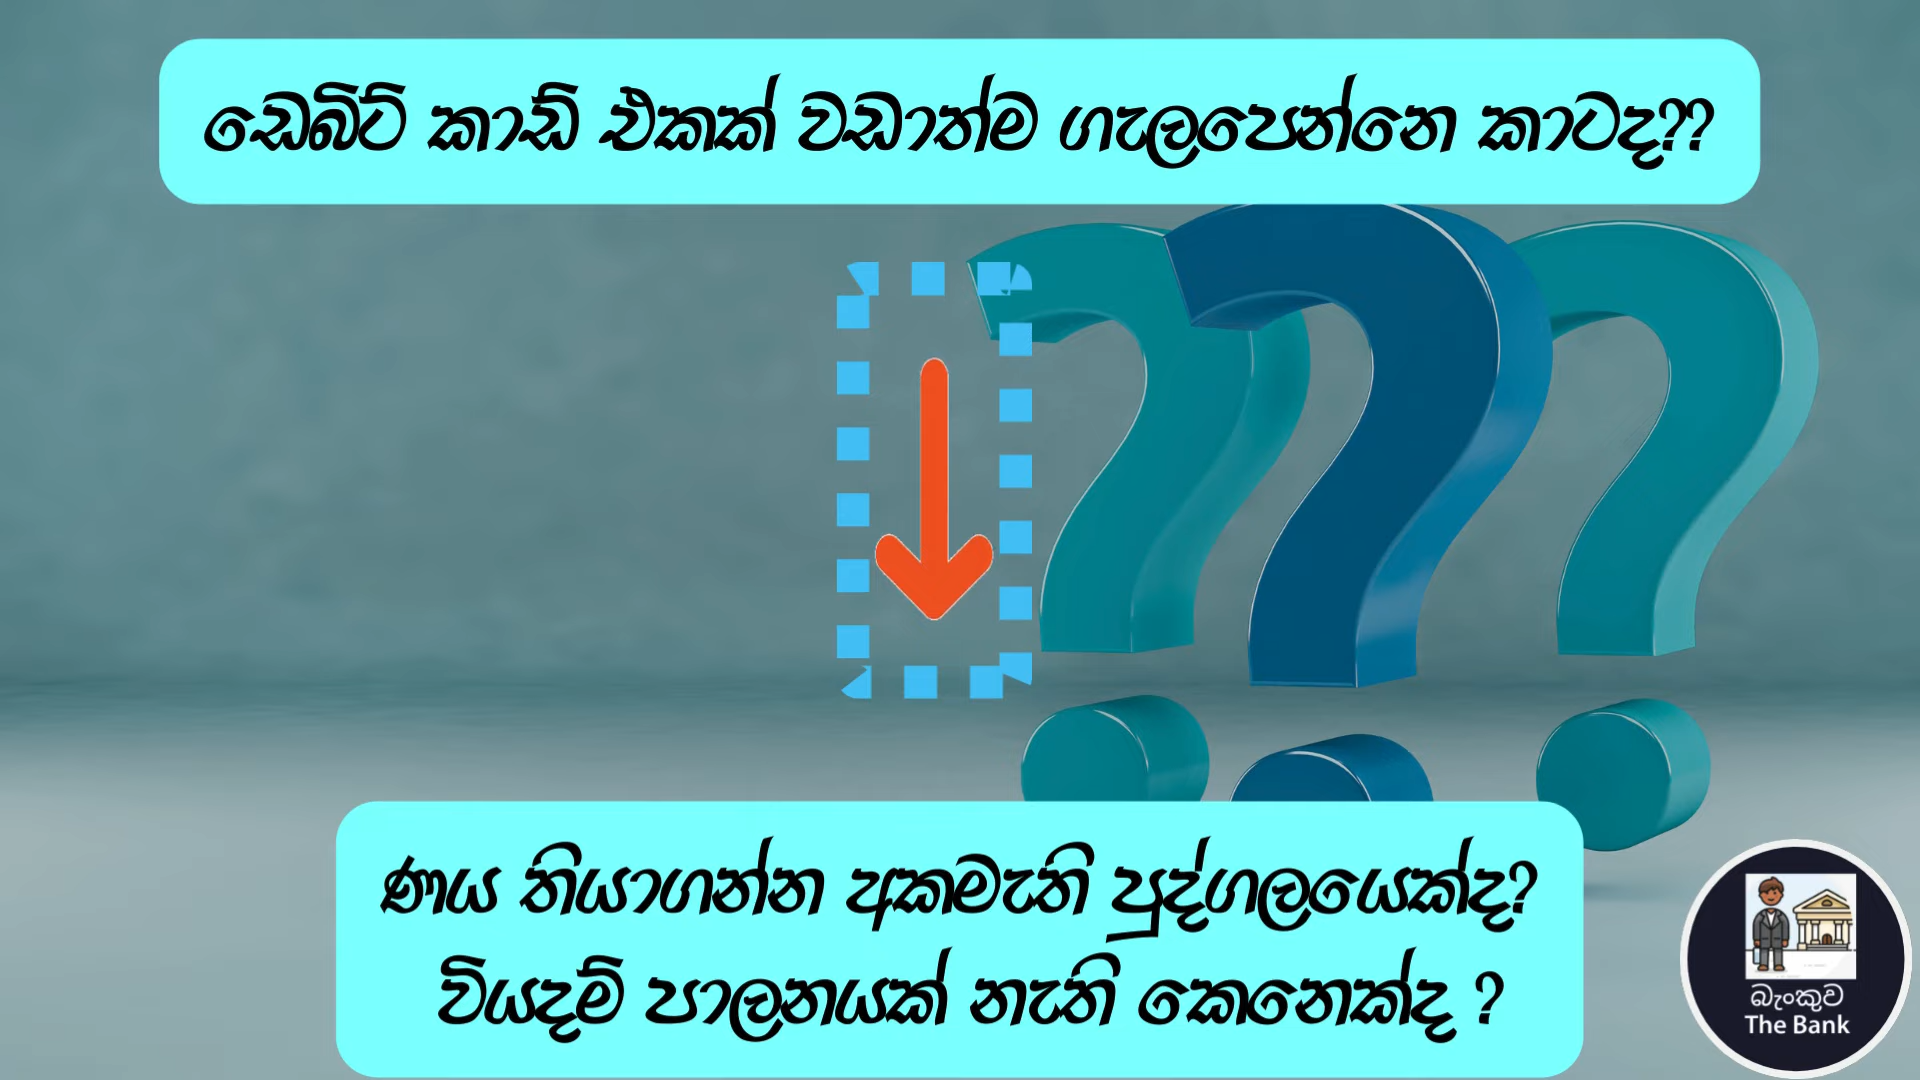 ඩෙබිට් කාඩ් එකක් වඩාත්ම ගැලපෙන්නෙ කාටද??
ණය තියාගන්න අකමැති පුද්ගලයෙක්ද?
වියදම් පාලනයක් නැති කෙනෙක්ද ?
බැංකුව
The Bank